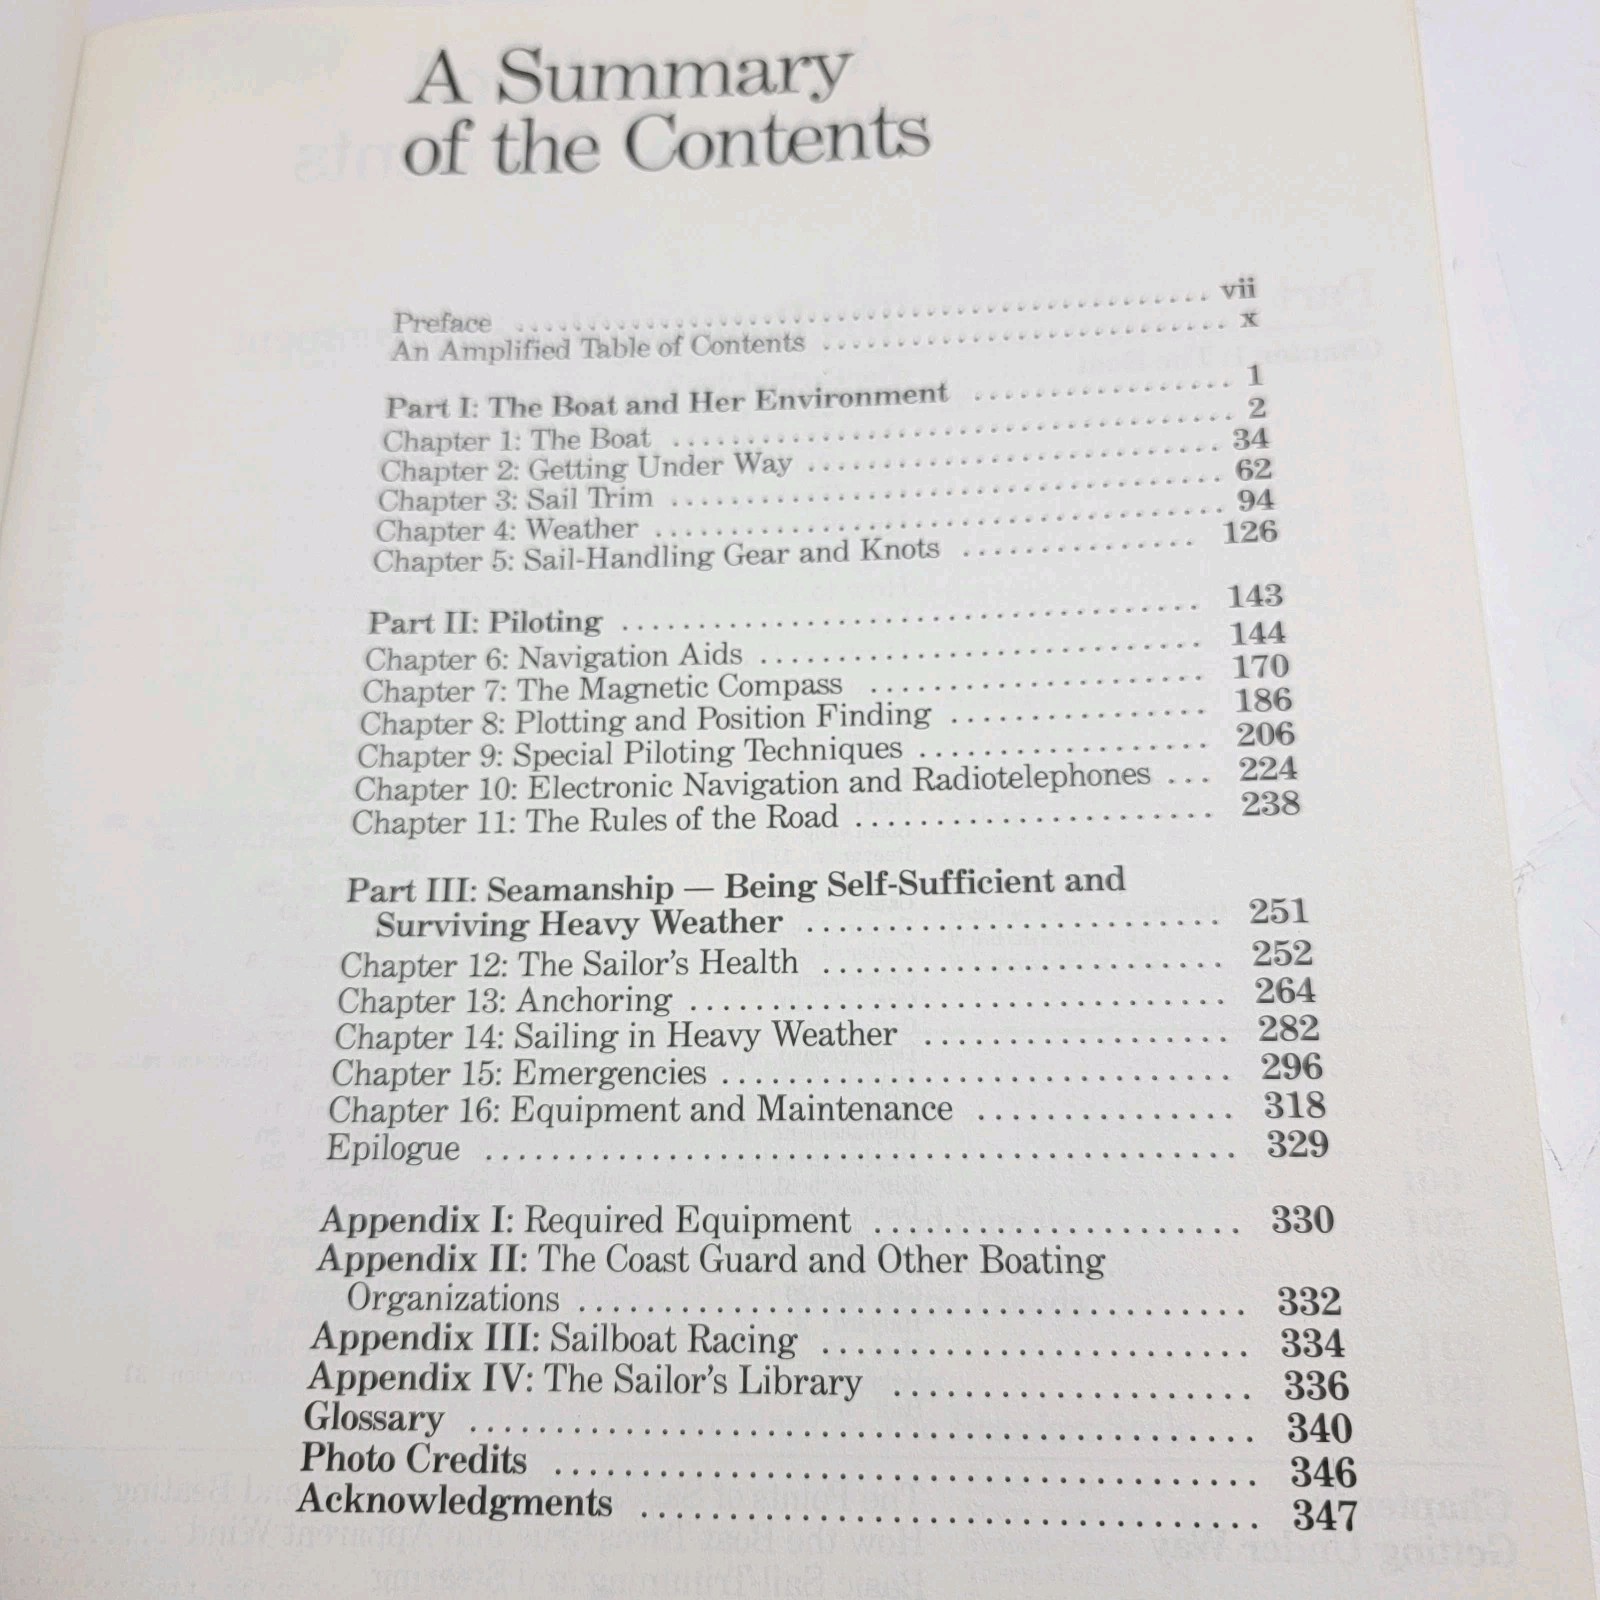 A Summary
of the Contents
Preface ........................................ vii
An Amplified Table of Contents ........................ x
Part I: The Boat and Her Environment ................ 1
Chapter 1: The Boat ................................ 2
Chapter 2: Getting Under Way ........................ 34
Chapter 3: Sail Trim ................................ 62
Chapter 4: Weather ................................ 94
Chapter 5: Sail-Handling Gear and Knots .............. 126
Part II: Piloting ................................ 143
Chapter 6: Navigation Aids ........................ 144
Chapter 7: The Magnetic Compass .................... 170
Chapter 8: Plotting and Position Finding ................ 186
Chapter 9: Special Piloting Techniques .................. 206
Chapter 10: Electronic Navigation and Radiotelephones ... 224
Chapter 11: The Rules of the Road ...................... 238
Part III: Seamanship — Being Self-Sufficient and
Surviving Heavy Weather ........................ 251
Chapter 12: The Sailor's Health ........................ 252
Chapter 13: Anchoring ................................ 264
Chapter 14: Sailing in Heavy Weather .................. 282
Chapter 15: Emergencies .............................. 296
Chapter 16: Equipment and Maintenance ................ 318
Epilogue ........................................ 329
Appendix I: Required Equipment ...................... 330
Appendix II: The Coast Guard and Other Boating
Organizations ................................ 332
Appendix III: Sailboat Racing ........................ 334
Appendix IV: The Sailor's Library .................... 336
Glossary ........................................ 340
Photo Credits .................................... 346
Acknowledgments ................................ 347